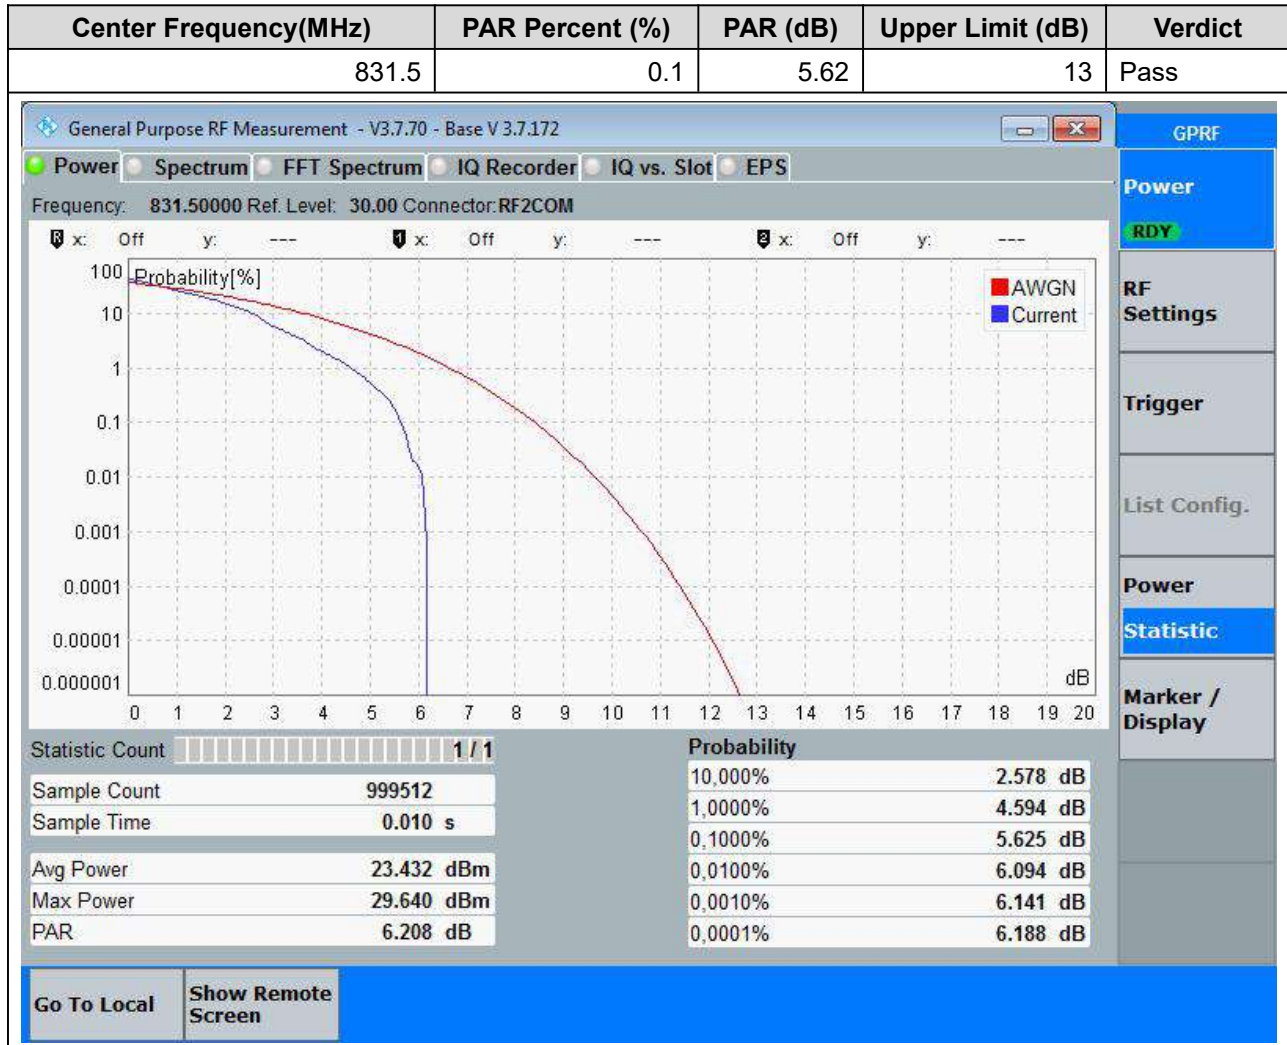 Center Frequency(MHz) PAR Percent (%) PAR (dB) Upper Limit (dB) Verdict
831.5 0.1 5.62 13 Pass
General Purpose RF Measurement - V3.7.70 - Base V 3.7.172
GPRF
Power Spectrum FFT Spectrum IQ Recorder IQ vs. Slot EPS
Frequency: 831.50000 Ref. Level: 30.00 Connector: RF2COM
R x: Off y: --- 1 x: Off y: --- 2 x: Off y: ---
Probability[%]
AWGN
Current
100
10
1
0.1
0.01
0.001
0.0001
0.00001
0.000001
dB
0 1 2 3 4 5 6 7 8 9 10 11 12 13 14 15 16 17 18 19 20
Statistic Count 1 / 1
Sample Count 999512
Sample Time 0.010 s
Avg Power 23.432 dBm
Max Power 29.640 dBm
PAR 6.208 dB
Probability
10,000% 2.578 dB
1,0000% 4.594 dB
0,1000% 5.625 dB
0,0100% 6.094 dB
0,0010% 6.141 dB
0,0001% 6.188 dB
Power
RDY
RF
Settings
Trigger
List Config.
Power
Statistic
Marker /
Display
Go To Local
Show Remote
Screen